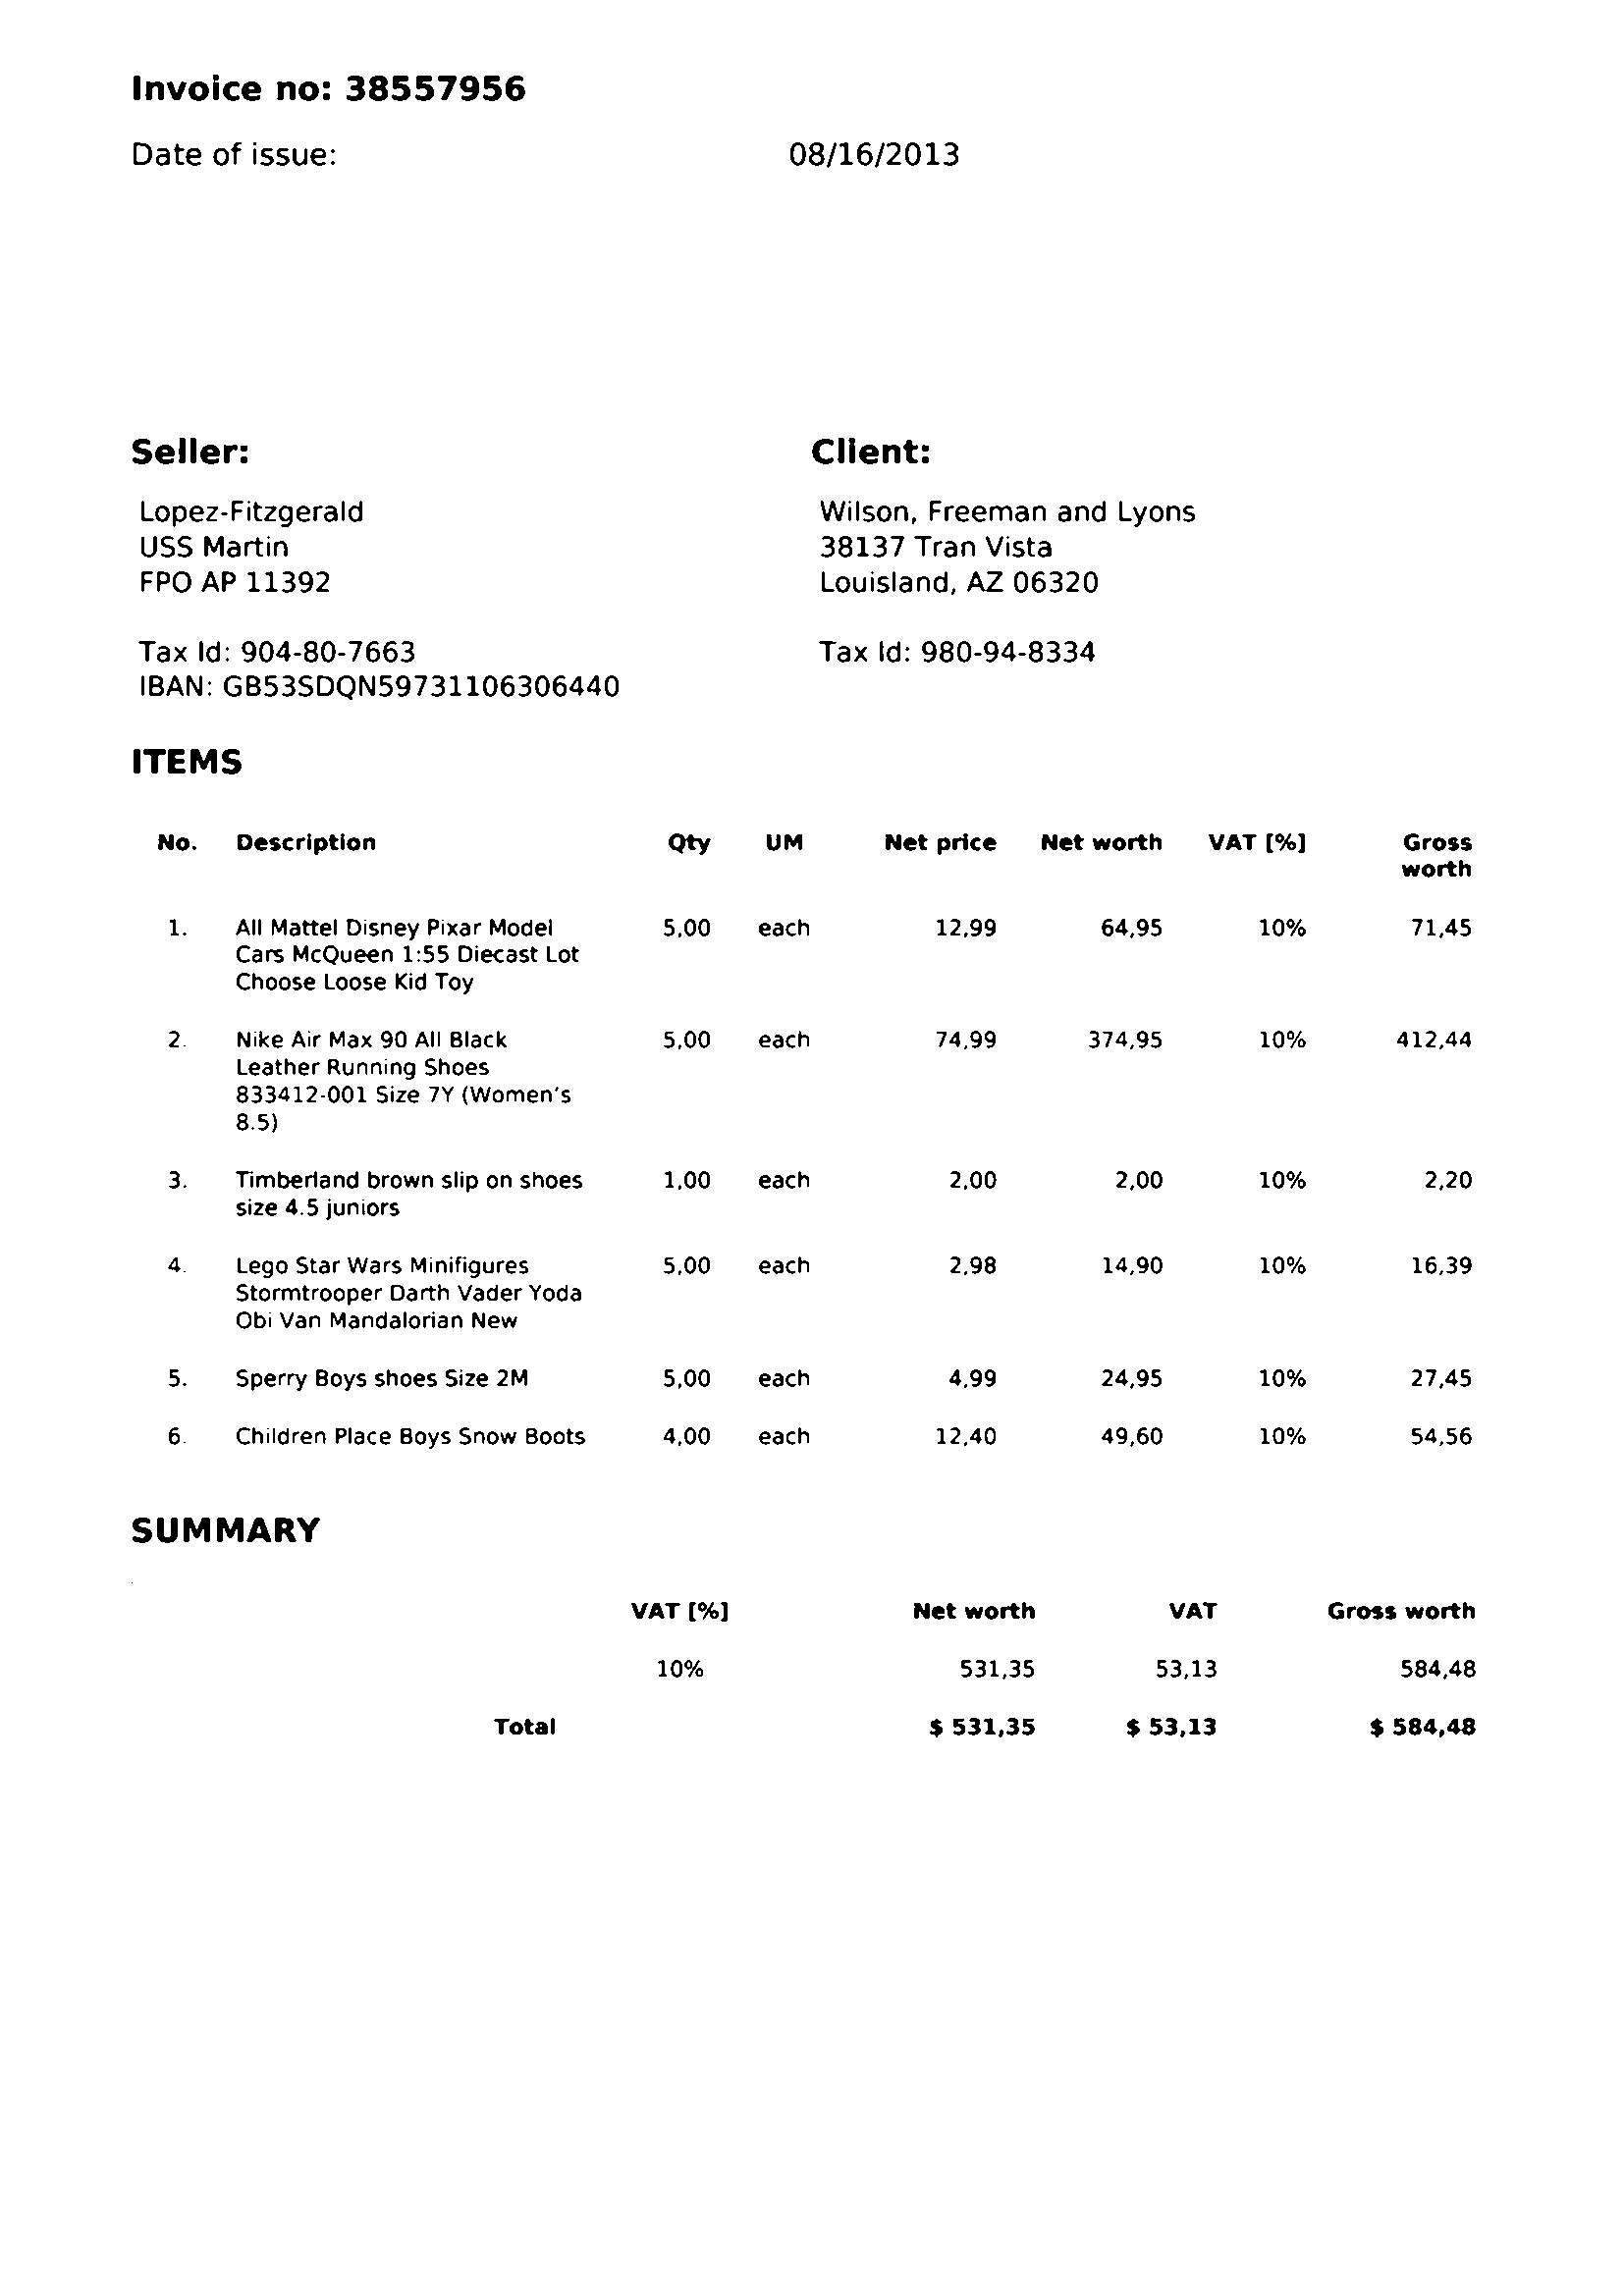 Invoice no: 38557956
Date of issue: 08/16/2013
Seller:
Lopez-Fitzgerald
USS Martin
FPO AP 11392
Tax Id: 904-80-7663
IBAN: GB53SDQN59731106306440
Client:
Wilson, Freeman and Lyons
38137 Tran Vista
Louisland, AZ 06320
Tax Id: 980-94-8334
ITEMS
No. Description Qty UM Net price Net worth VAT [%] Gross
worth
1. All Mattel Disney Pixar Model 5,00 each 12,99 64,95 10% 71,45
Cars McQueen 1:55 Diecast Lot
Choose Loose Kid Toy
2. Nike Air Max 90 All Black 5,00 each 74,99 374,95 10% 412,44
Leather Running Shoes
833412-001 Size 7Y (Women's
8.5)
3. Timberland brown slip on shoes 1,00 each 2,00 2,00 10% 2,20
size 4.5 juniors
4. Lego Star Wars Minifigures 5,00 each 2,98 14,90 10% 16,39
Stormtrooper Darth Vader Yoda
Obi Van Mandalorian New
5. Sperry Boys shoes Size 2M 5,00 each 4,99 24,95 10% 27,45
6. Children Place Boys Snow Boots 4,00 each 12,40 49,60 10% 54,56
SUMMARY
VAT [%] Net worth VAT Gross worth
10% 531,35 53,13 584,48
Total $ 531,35 $ 53,13 $ 584,48